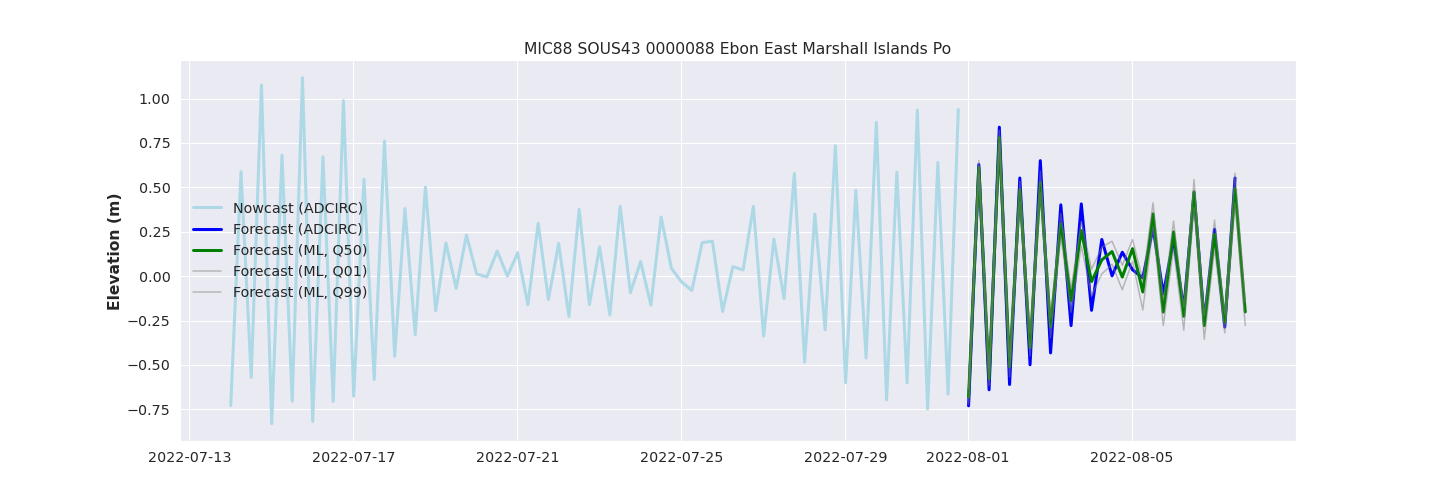 MIC88 SOUS43 0000088 Ebon East Marshall Islands Po
Elevation (m)
1.00
0.75
0.50
0.25
0.00
−0.25
−0.50
−0.75
Nowcast (ADCIRC)
Forecast (ADCIRC)
Forecast (ML, Q50)
Forecast (ML, Q01)
Forecast (ML, Q99)
2022-07-13 2022-07-17 2022-07-21 2022-07-25 2022-07-29 2022-08-01 2022-08-05